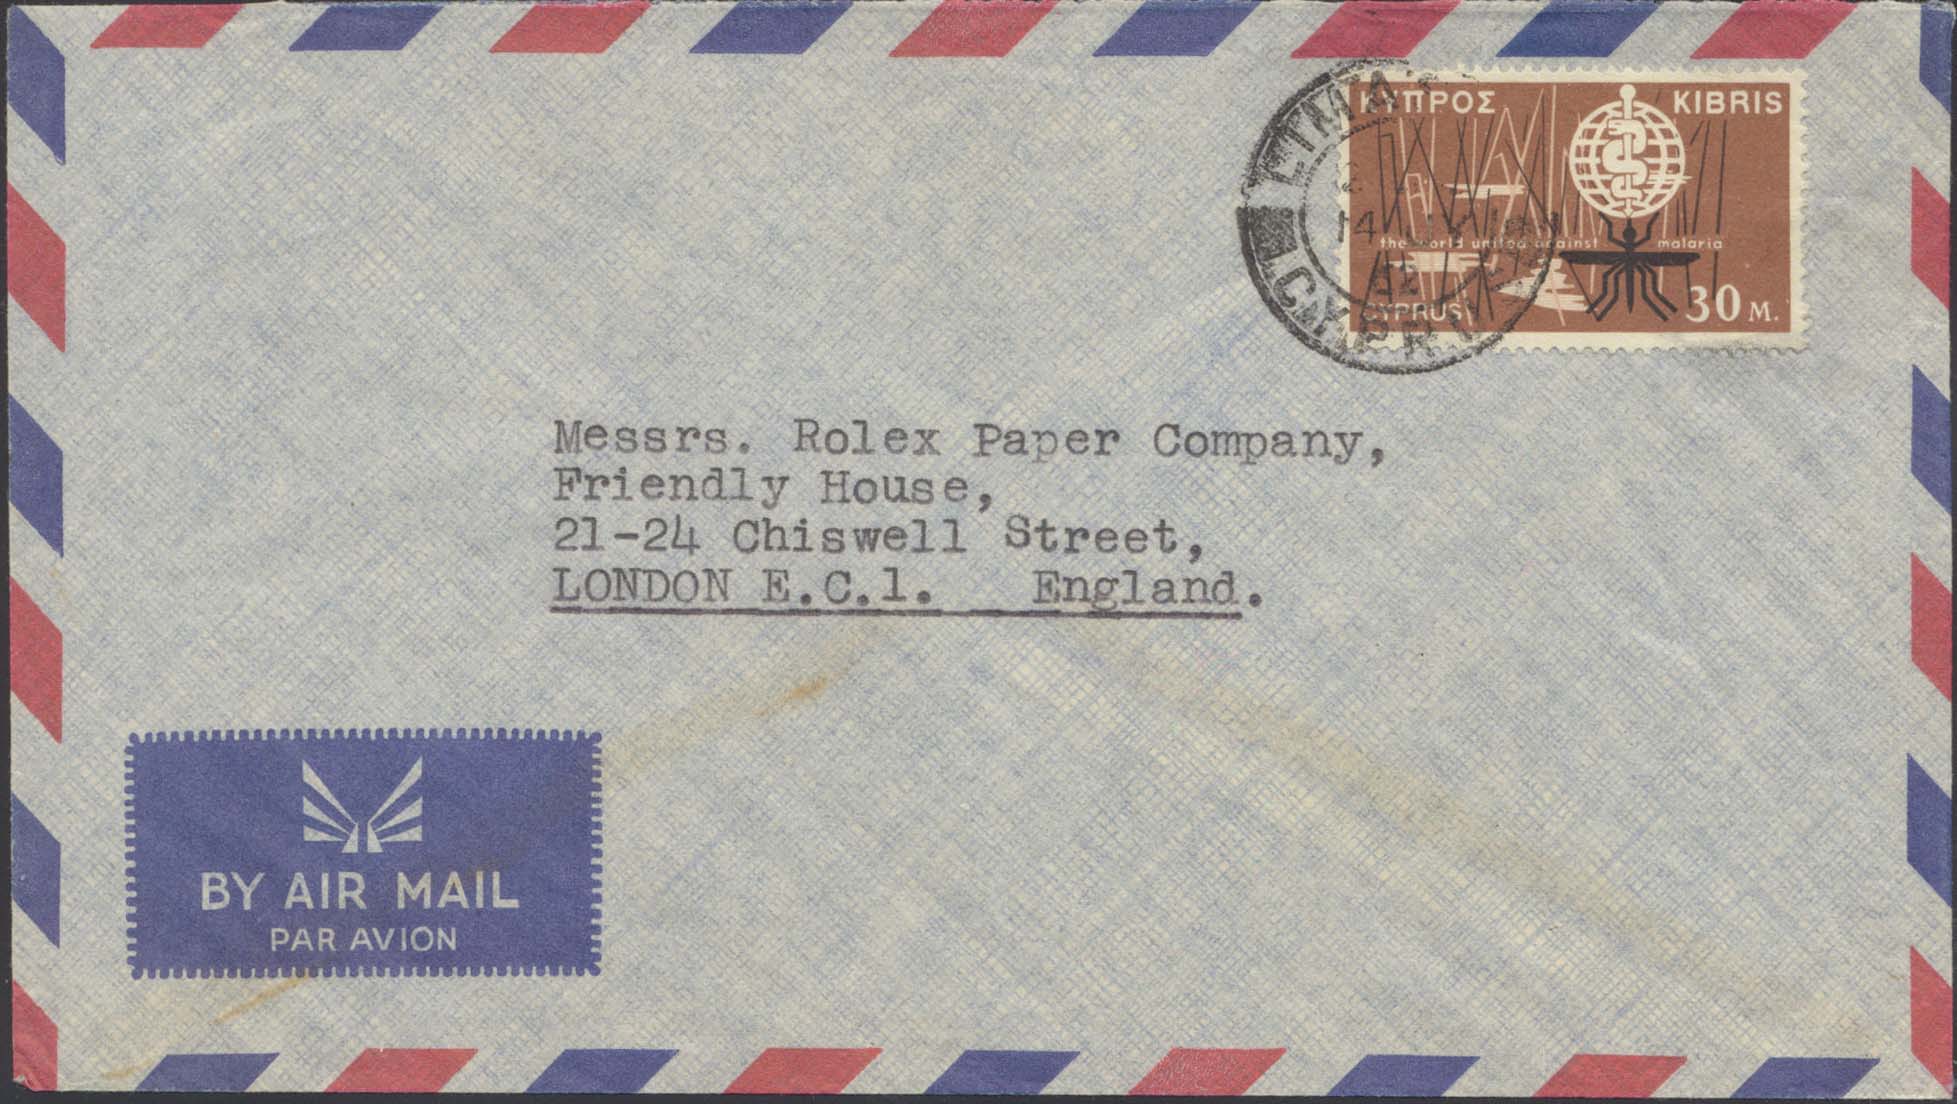 ΚΥΠΡΟΣ KIBRIS
the world united against malaria
CYPRUS 30 M.
CYPRU
Messrs. Rolex Paper Company,
Friendly House,
21-24 Chiswell Street,
LONDON E.C.1. England.
BY AIR MAIL
PAR AVION